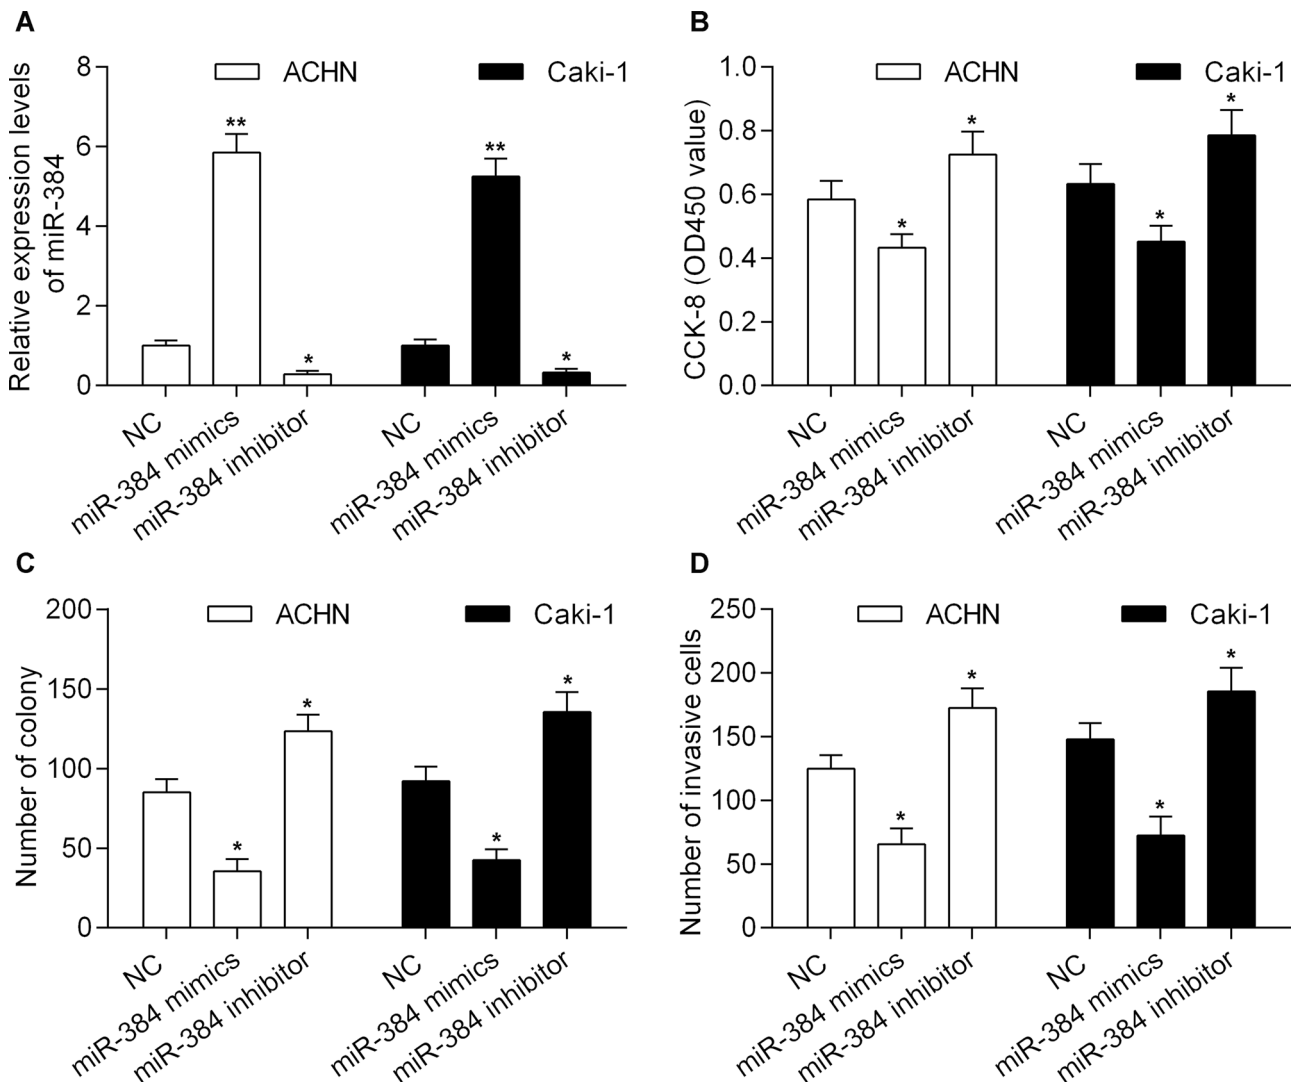 A
Relative expression levels
of miR-384
8
6
4
2
0
ACHN
Caki-1
**
*
**
*
NC
miR-384 mimics
miR-384 inhibitor
NC
miR-384 mimics
miR-384 inhibitor
B
CCK-8 (OD450 value)
1.0
0.8
0.6
0.4
0.2
0.0
ACHN
Caki-1
*
*
*
*
NC
miR-384 mimics
miR-384 inhibitor
NC
miR-384 mimics
miR-384 inhibitor
C
Number of colony
200
150
100
50
0
ACHN
Caki-1
*
*
*
*
NC
miR-384 mimics
miR-384 inhibitor
NC
miR-384 mimics
miR-384 inhibitor
D
Number of invasive cells
250
200
150
100
50
0
ACHN
Caki-1
*
*
*
*
NC
miR-384 mimics
miR-384 inhibitor
NC
miR-384 mimics
miR-384 inhibitor